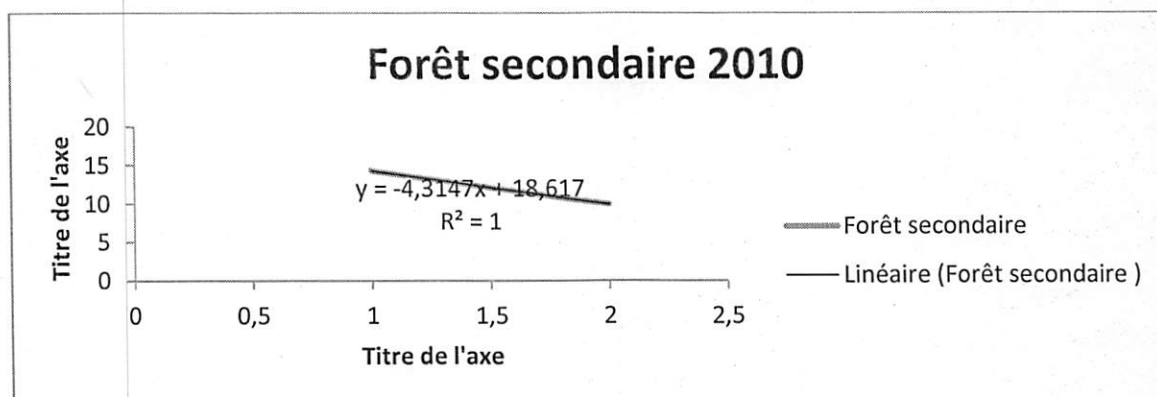 Forêt secondaire 2010
Titre de l'axe
20
15
10
5
0
y = -4,3147x + 18,617
R² = 1
0
0,5
1
1,5
2
2,5
Titre de l'axe
Forêt secondaire
Linéaire (Forêt secondaire )